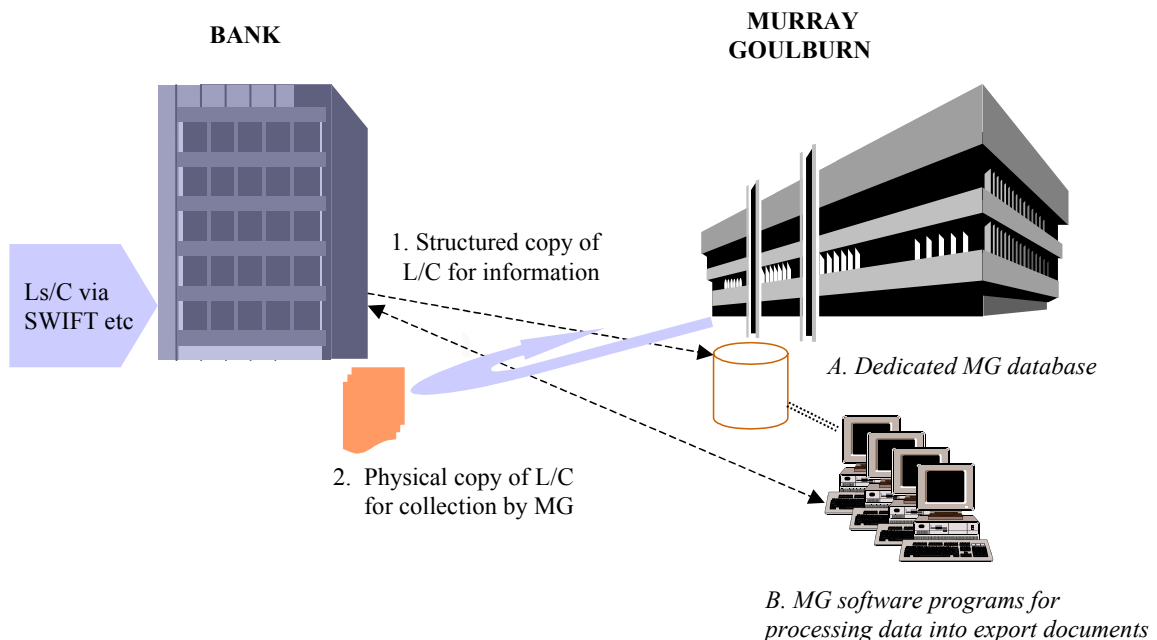 BANK
MURRAY
GOULBURN
1. Structured copy of
L/C for information
Ls/C via
SWIFT etc
A. Dedicated MG database
2. Physical copy of L/C
for collection by MG
B. MG software programs for
processing data into export documents